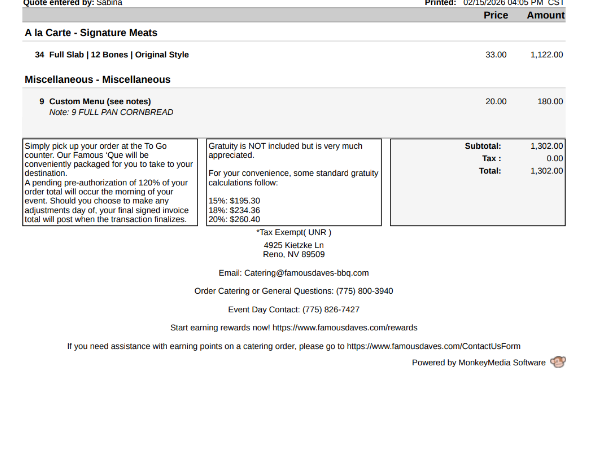 Quote entered by: Sabina Printed: 02/15/2026 04:05 PM CST
Price Amount
A la Carte - Signature Meats
34 Full Slab | 12 Bones | Original Style 33.00 1,122.00
Miscellaneous - Miscellaneous
9 Custom Menu (see notes) 20.00 180.00
Note: 9 FULL PAN CORNBREAD
Simply pick up your order at the To Go
counter. Our Famous 'Que will be
conveniently packaged for you to take to your
destination.
A pending pre-authorization of 120% of your
order total will occur the morning of your
event. Should you choose to make any
adjustments day of, your final signed invoice
total will post when the transaction finalizes.
Gratuity is NOT included but is very much
appreciated.
For your convenience, some standard gratuity
calculations follow:
15%: $195.30
18%: $234.36
20%: $260.40
Subtotal: 1,302.00
Tax : 0.00
Total: 1,302.00
*Tax Exempt( UNR )
4925 Kietzke Ln
Reno, NV 89509
Email: Catering@famousdaves-bbq.com
Order Catering or General Questions: (775) 800-3940
Event Day Contact: (775) 826-7427
Start earning rewards now! https://www.famousdaves.com/rewards
If you need assistance with earning points on a catering order, please go to https://www.famousdaves.com/ContactUsForm
Powered by MonkeyMedia Software